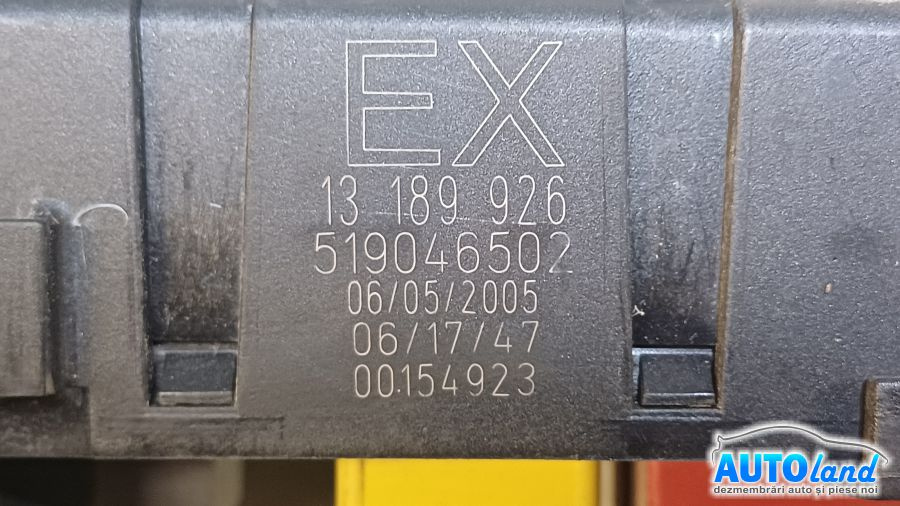 EX
13 189 926
519046502
06/05/2005
06/17/47
00154923
AUTOland
dezmembrări auto și piese noi